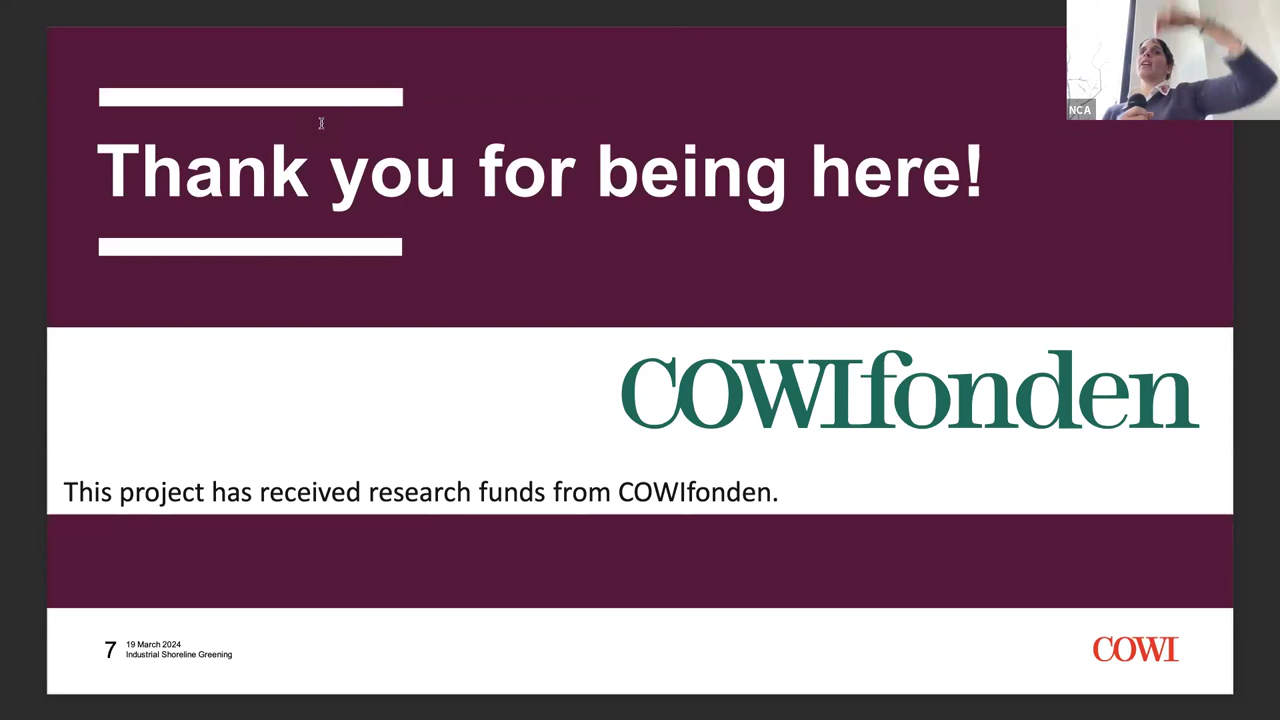 NCA
Thank you for being here!
COWIfonden
This project has received research funds from COWIfonden.
7
19 March 2024
Industrial Shoreline Greening
COWI